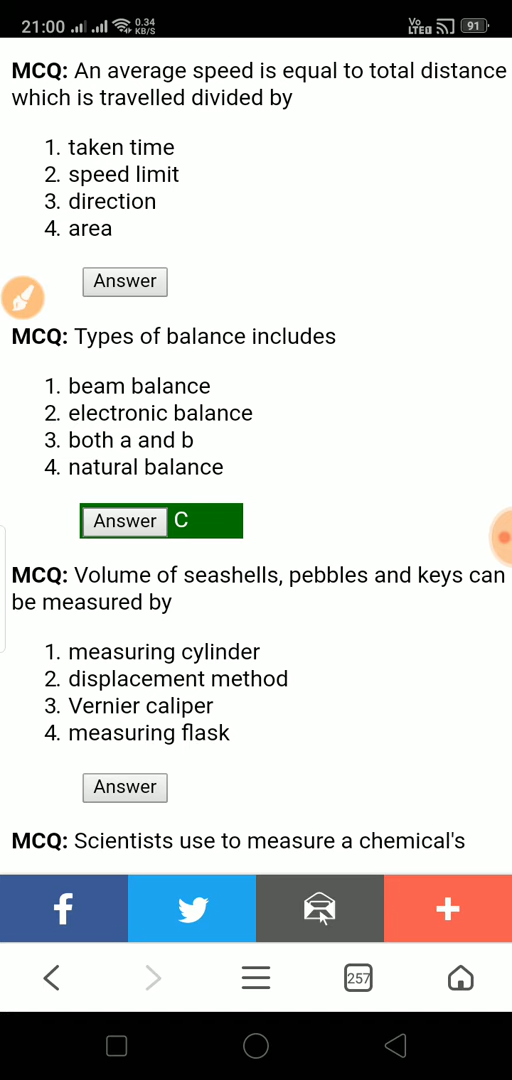 21:00 0.34 KB/S Vo LTE 91
MCQ: An average speed is equal to total distance
which is travelled divided by
1. taken time
2. speed limit
3. direction
4. area
Answer
MCQ: Types of balance includes
1. beam balance
2. electronic balance
3. both a and b
4. natural balance
Answer C
MCQ: Volume of seashells, pebbles and keys can
be measured by
1. measuring cylinder
2. displacement method
3. Vernier caliper
4. measuring flask
Answer
MCQ: Scientists use to measure a chemical's
257